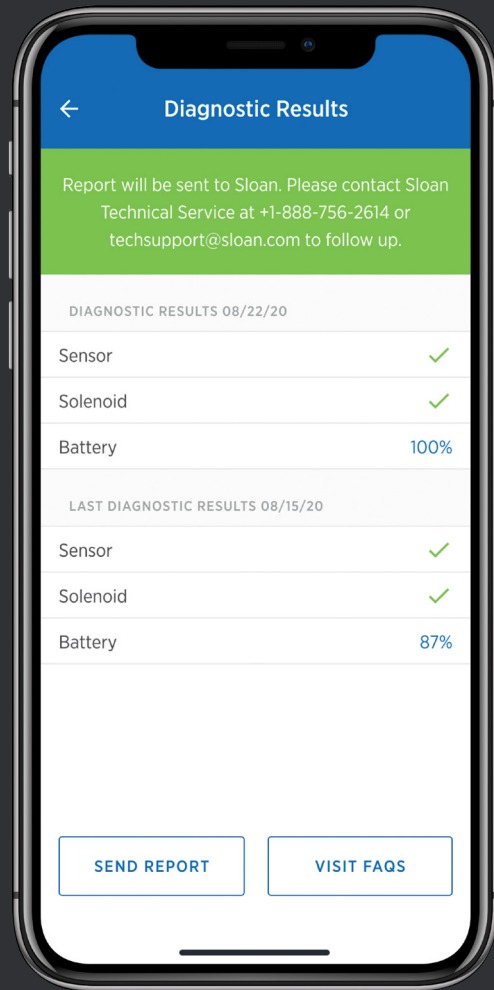 Diagnostic Results
Report will be sent to Sloan. Please contact Sloan
Technical Service at +1-888-756-2614 or
techsupport@sloan.com to follow up.
DIAGNOSTIC RESULTS 08/22/20
Sensor
Solenoid
Battery 100%
LAST DIAGNOSTIC RESULTS 08/15/20
Sensor
Solenoid
Battery 87%
SEND REPORT VISIT FAQS